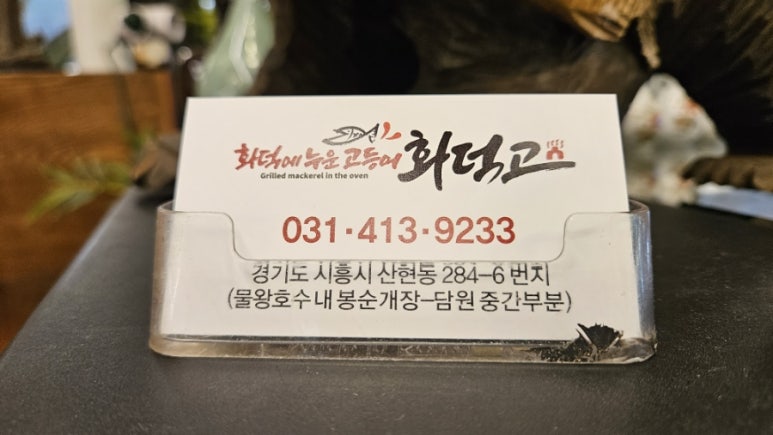 화덕에 누운 고등어 화덕고
Grilled mackerel in the oven
031·413·9233
경기도 시흥시 산현동 284-6 번지
(물왕호수 내 봉순개장-담원 중간부분)